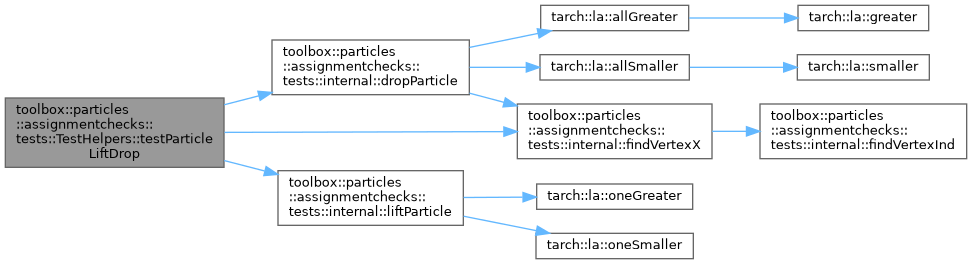 toolbox::particles
::assignmentchecks::
tests::TestHelpers::testParticle
LiftDrop
toolbox::particles
::assignmentchecks::
tests::internal::dropParticle
tarch::la::allGreater
tarch::la::greater
tarch::la::allSmaller
tarch::la::smaller
toolbox::particles
::assignmentchecks::
tests::internal::findVertexX
toolbox::particles
::assignmentchecks::
tests::internal::findVertexInd
toolbox::particles
::assignmentchecks::
tests::internal::liftParticle
tarch::la::oneGreater
tarch::la::oneSmaller